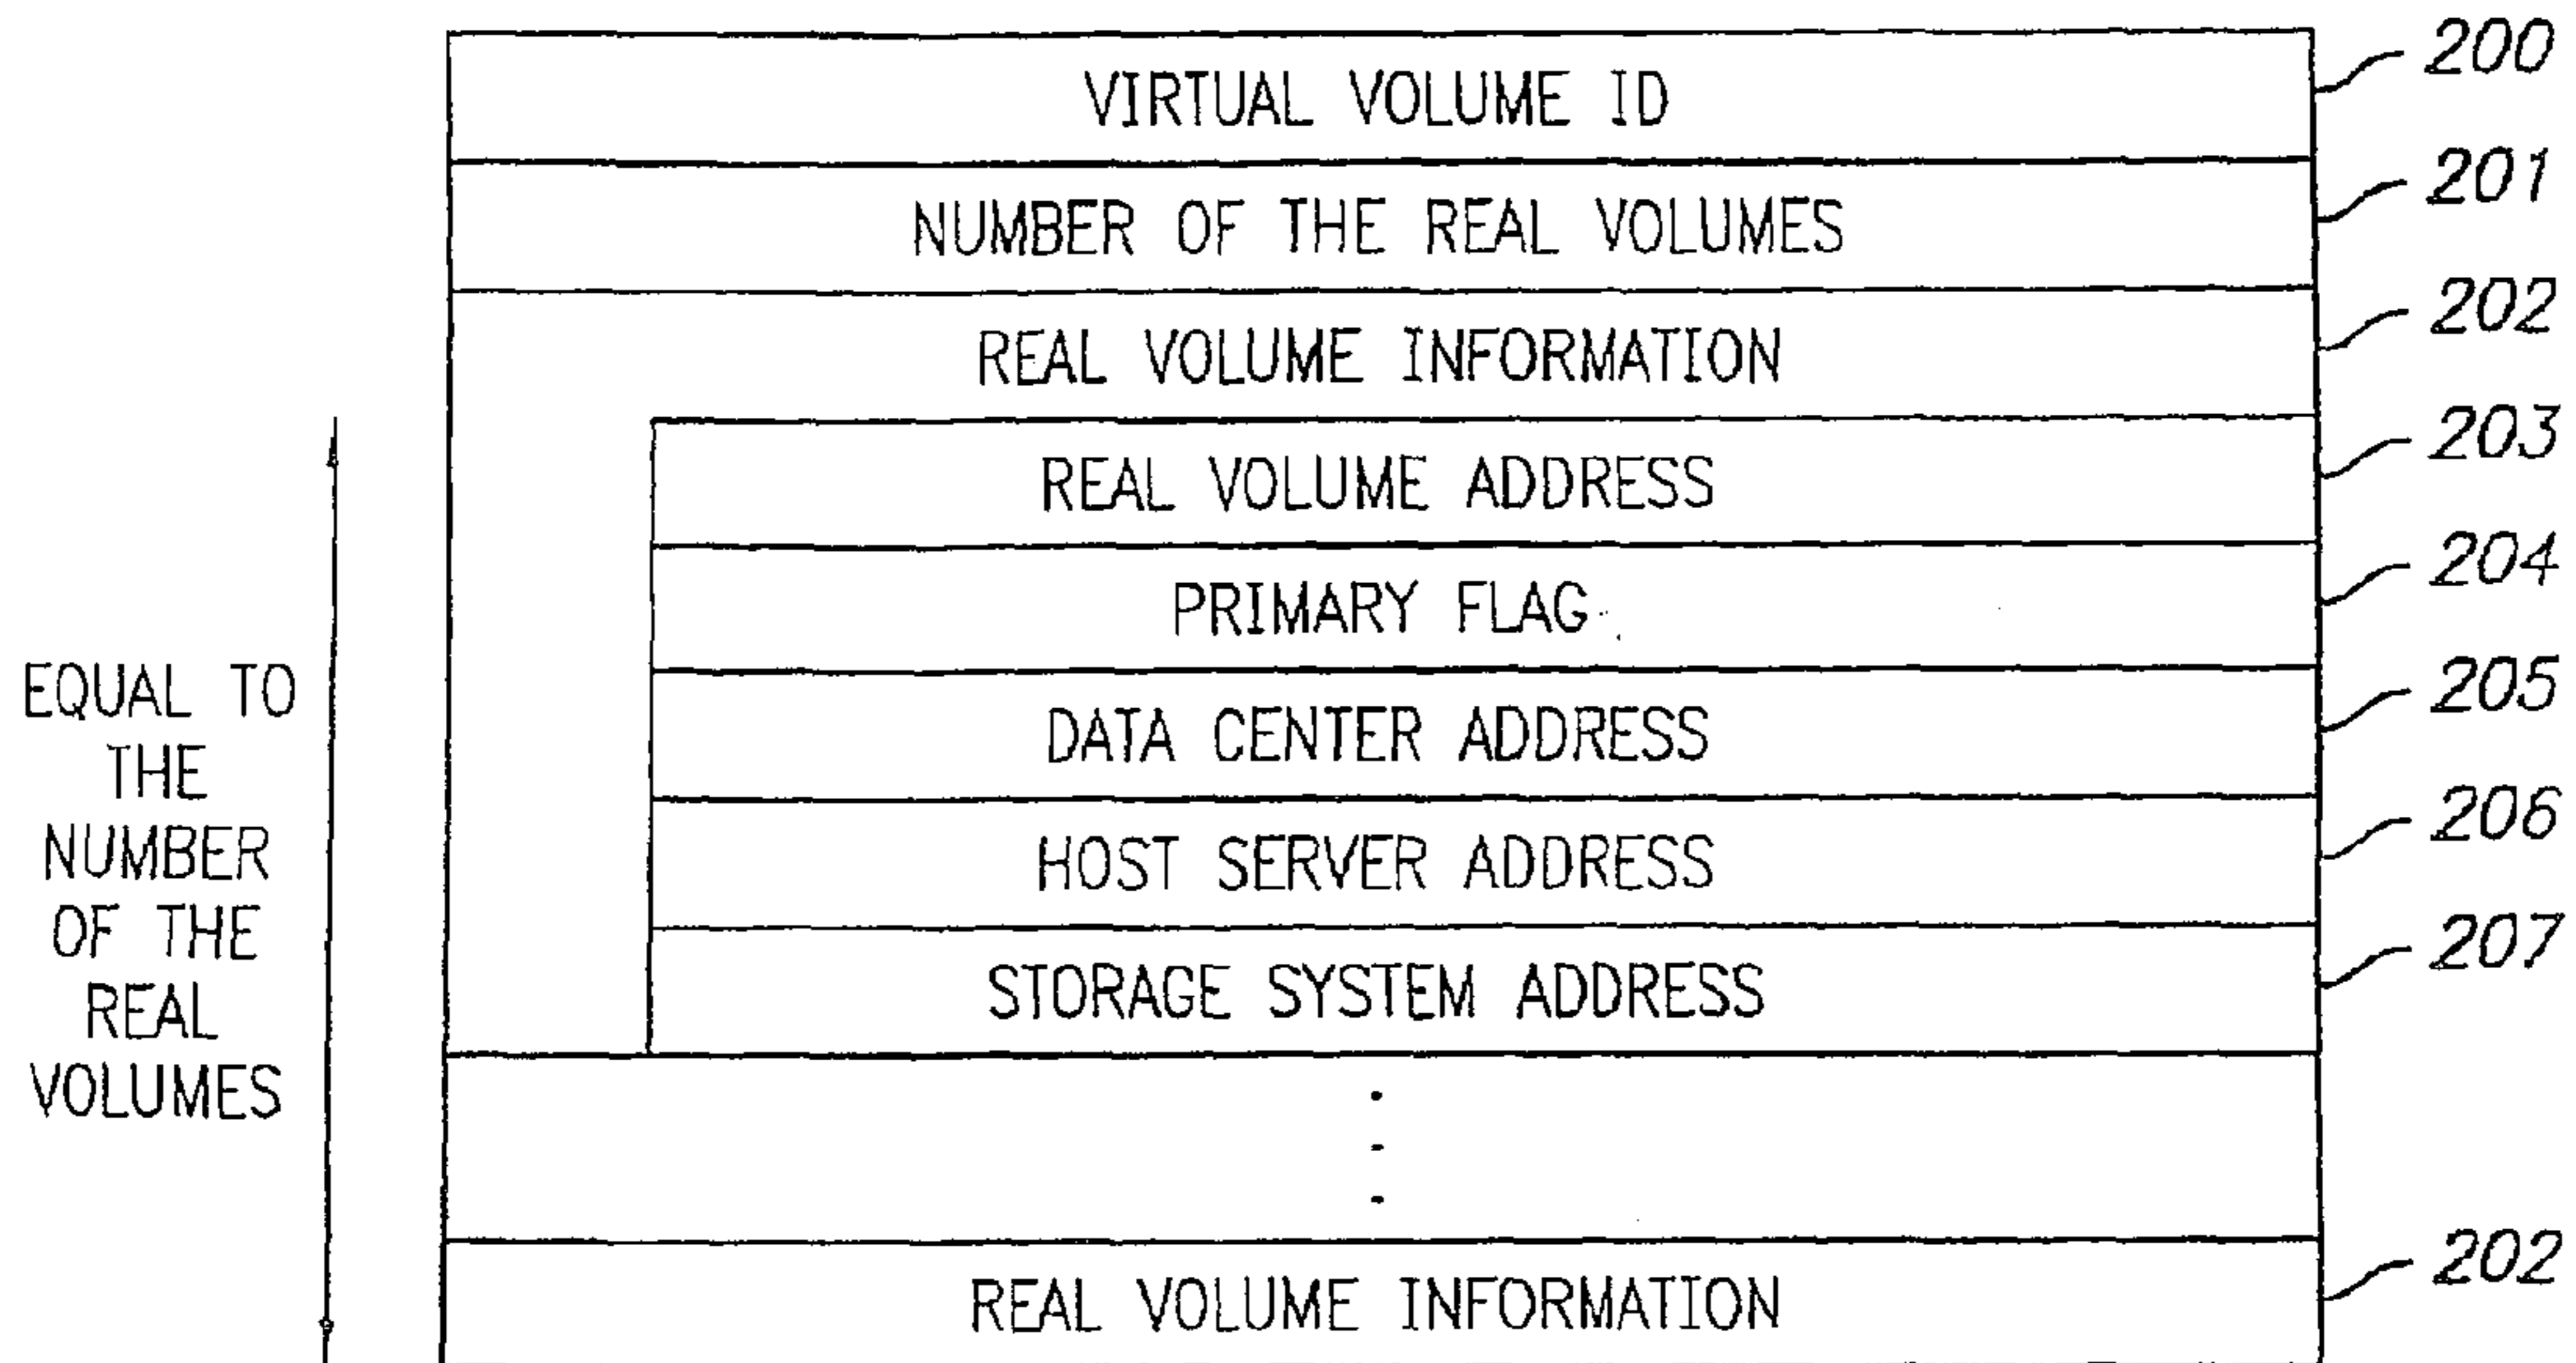 VIRTUAL VOLUME ID 200
NUMBER OF THE REAL VOLUMES 201
REAL VOLUME INFORMATION 202
REAL VOLUME ADDRESS 203
PRIMARY FLAG 204
DATA CENTER ADDRESS 205
HOST SERVER ADDRESS 206
STORAGE SYSTEM ADDRESS 207
REAL VOLUME INFORMATION 202
EQUAL TO
THE
NUMBER
OF THE
REAL
VOLUMES